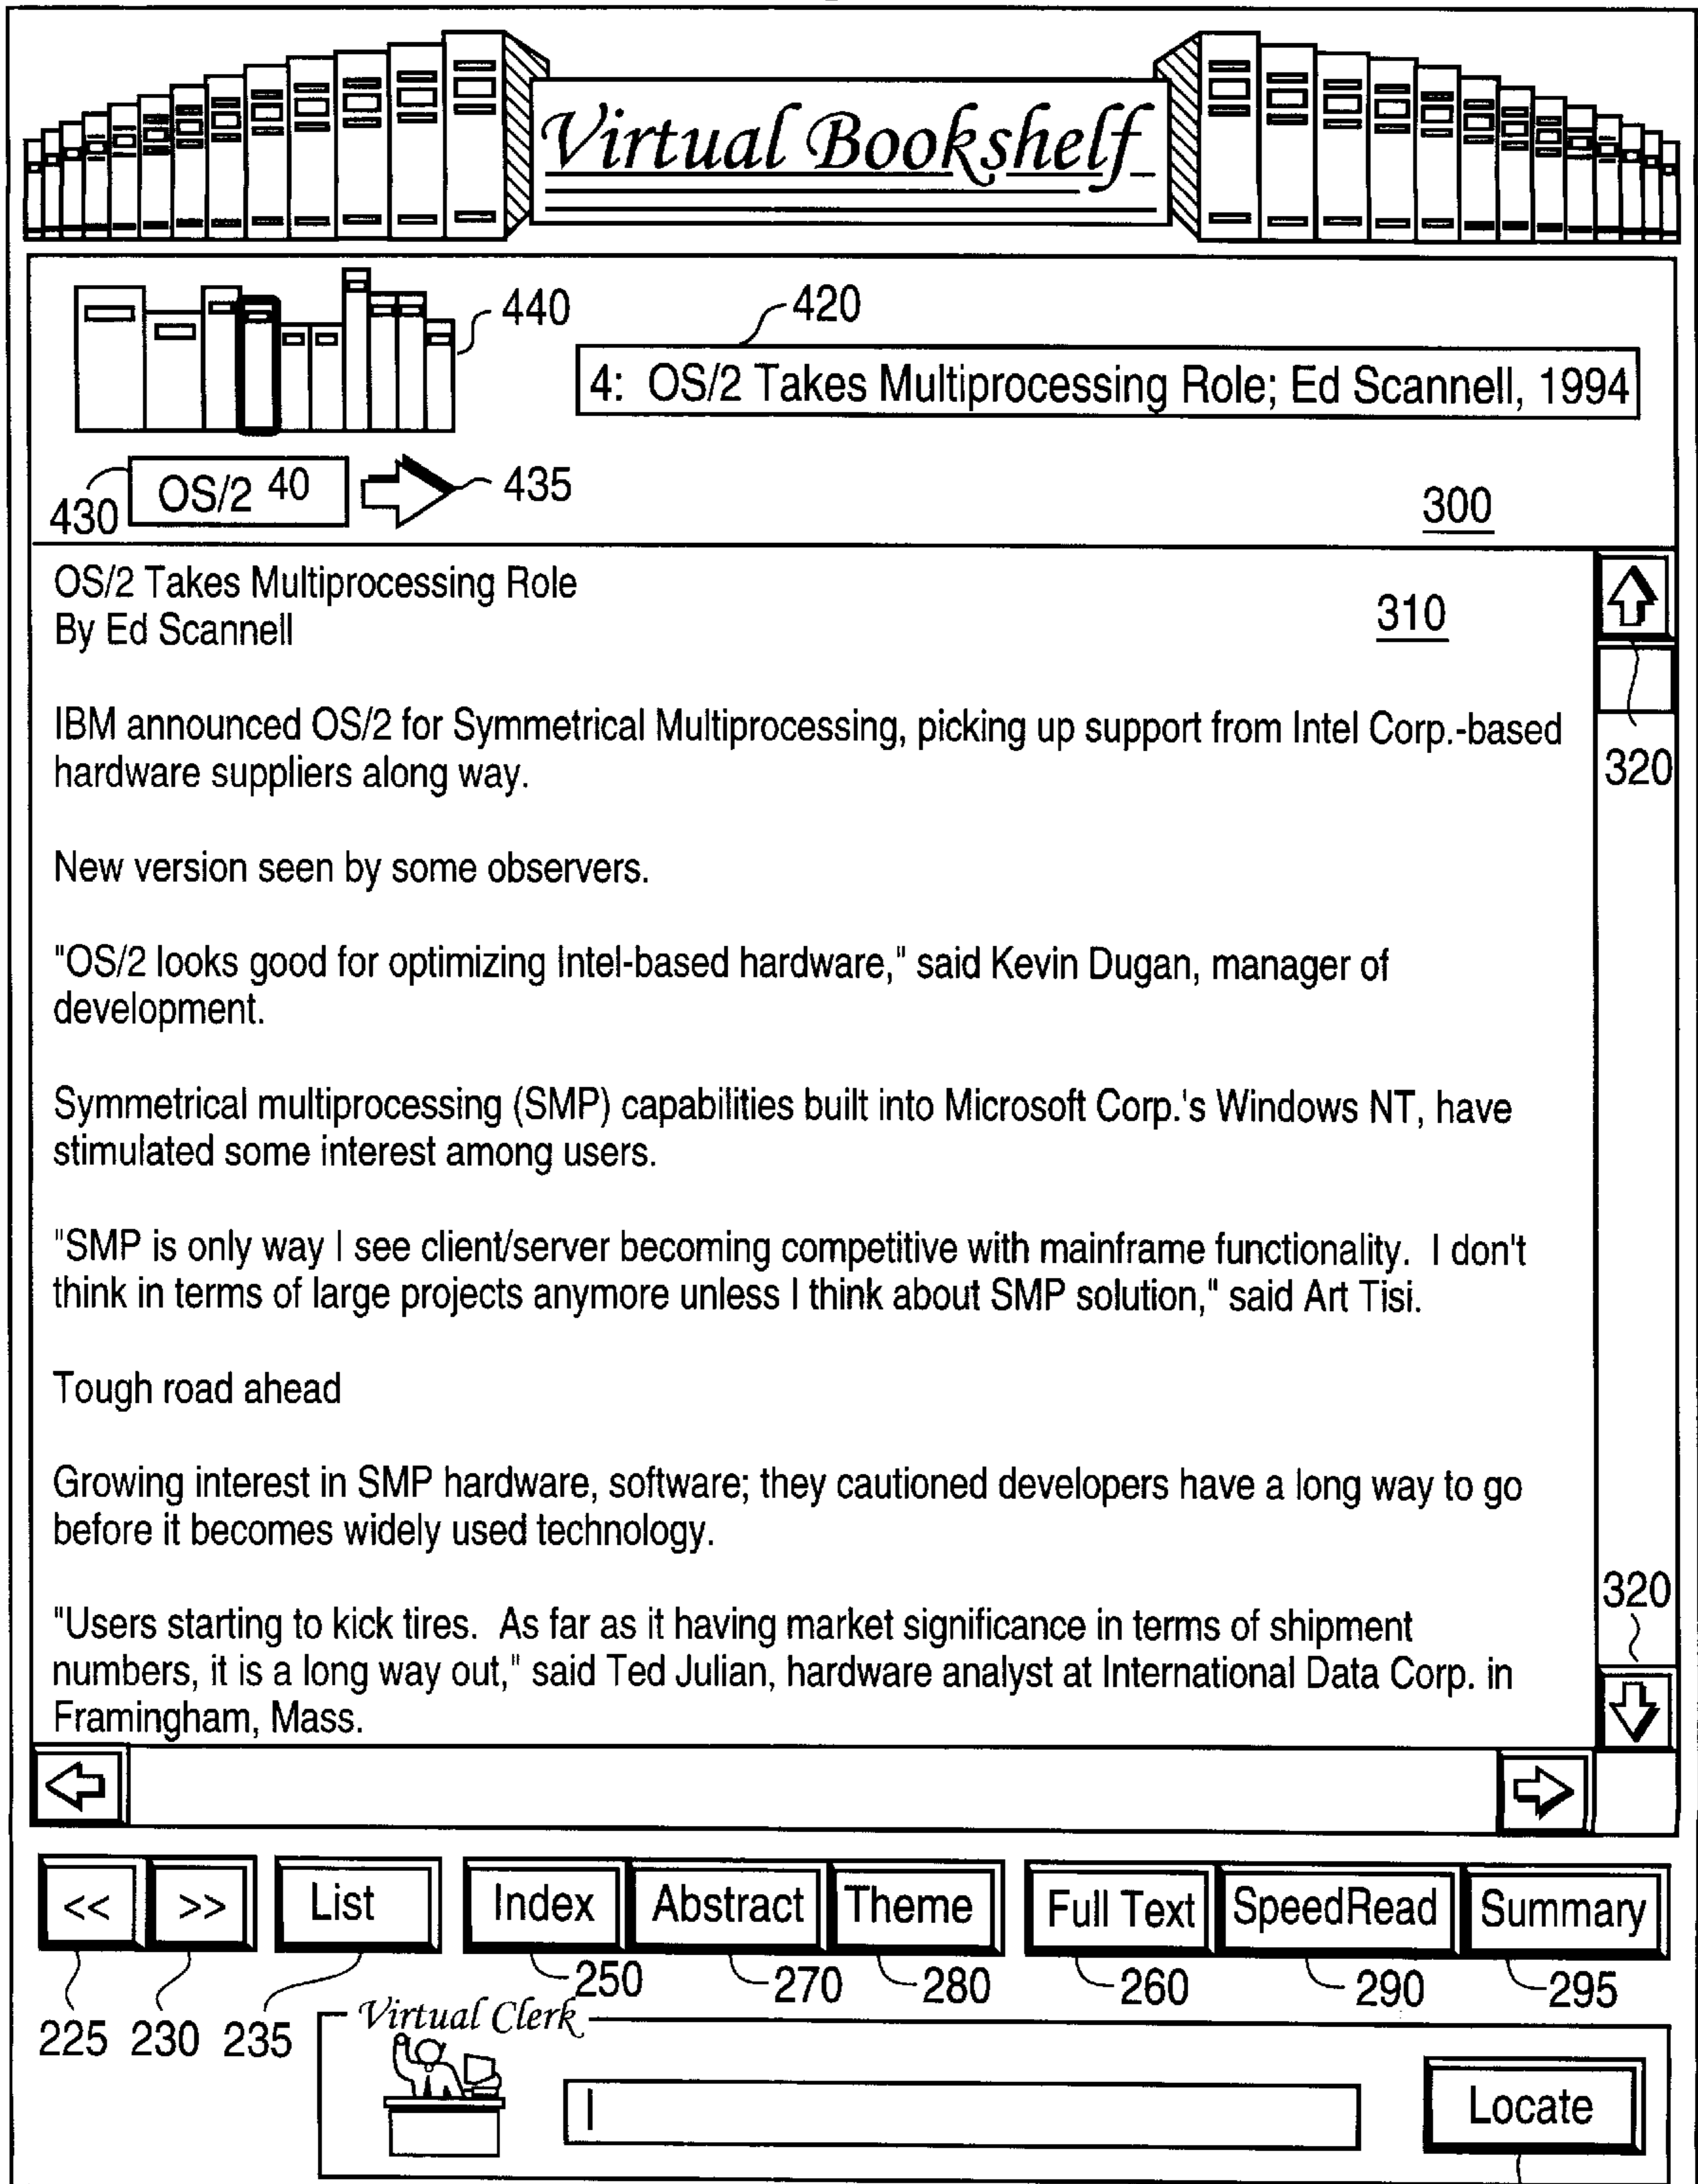 Virtual Bookshelf
440
420
4: OS/2 Takes Multiprocessing Role; Ed Scannell, 1994
430
OS/2 40
435
300
OS/2 Takes Multiprocessing Role
310
By Ed Scannell
IBM announced OS/2 for Symmetrical Multiprocessing, picking up support from Intel Corp.-based
hardware suppliers along way.
320
New version seen by some observers.
"OS/2 looks good for optimizing Intel-based hardware," said Kevin Dugan, manager of
development.
Symmetrical multiprocessing (SMP) capabilities built into Microsoft Corp.'s Windows NT, have
stimulated some interest among users.
"SMP is only way I see client/server becoming competitive with mainframe functionality. I don't
think in terms of large projects anymore unless I think about SMP solution," said Art Tisi.
Tough road ahead
Growing interest in SMP hardware, software; they cautioned developers have a long way to go
before it becomes widely used technology.
320
"Users starting to kick tires. As far as it having market significance in terms of shipment
numbers, it is a long way out," said Ted Julian, hardware analyst at International Data Corp. in
Framingham, Mass.
<< >> List Index Abstract Theme Full Text SpeedRead Summary
250 270 280 260 290 295
225 230 235
Virtual Clerk
Locate